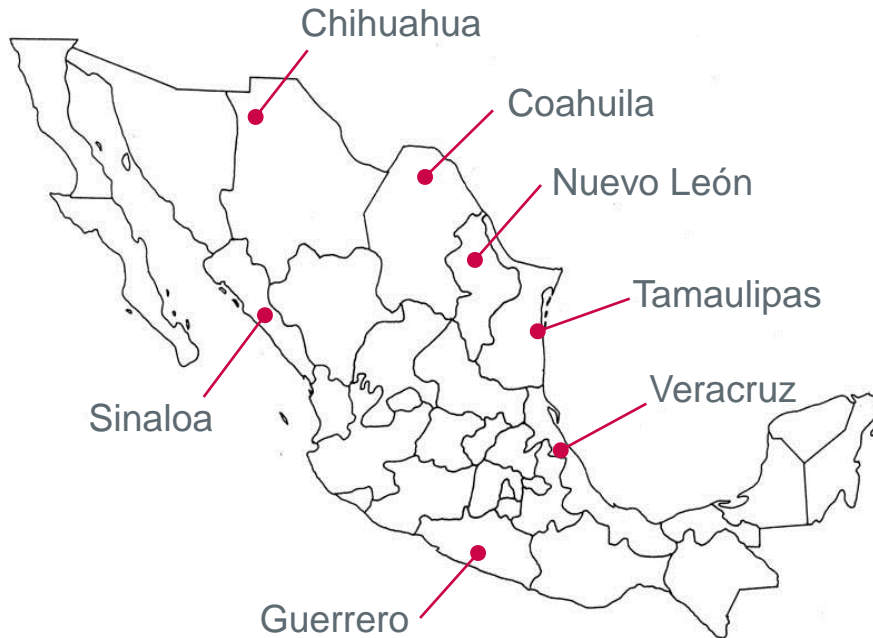 Chihuahua
Coahuila
Nuevo León
Tamaulipas
Veracruz
Sinaloa
Guerrero